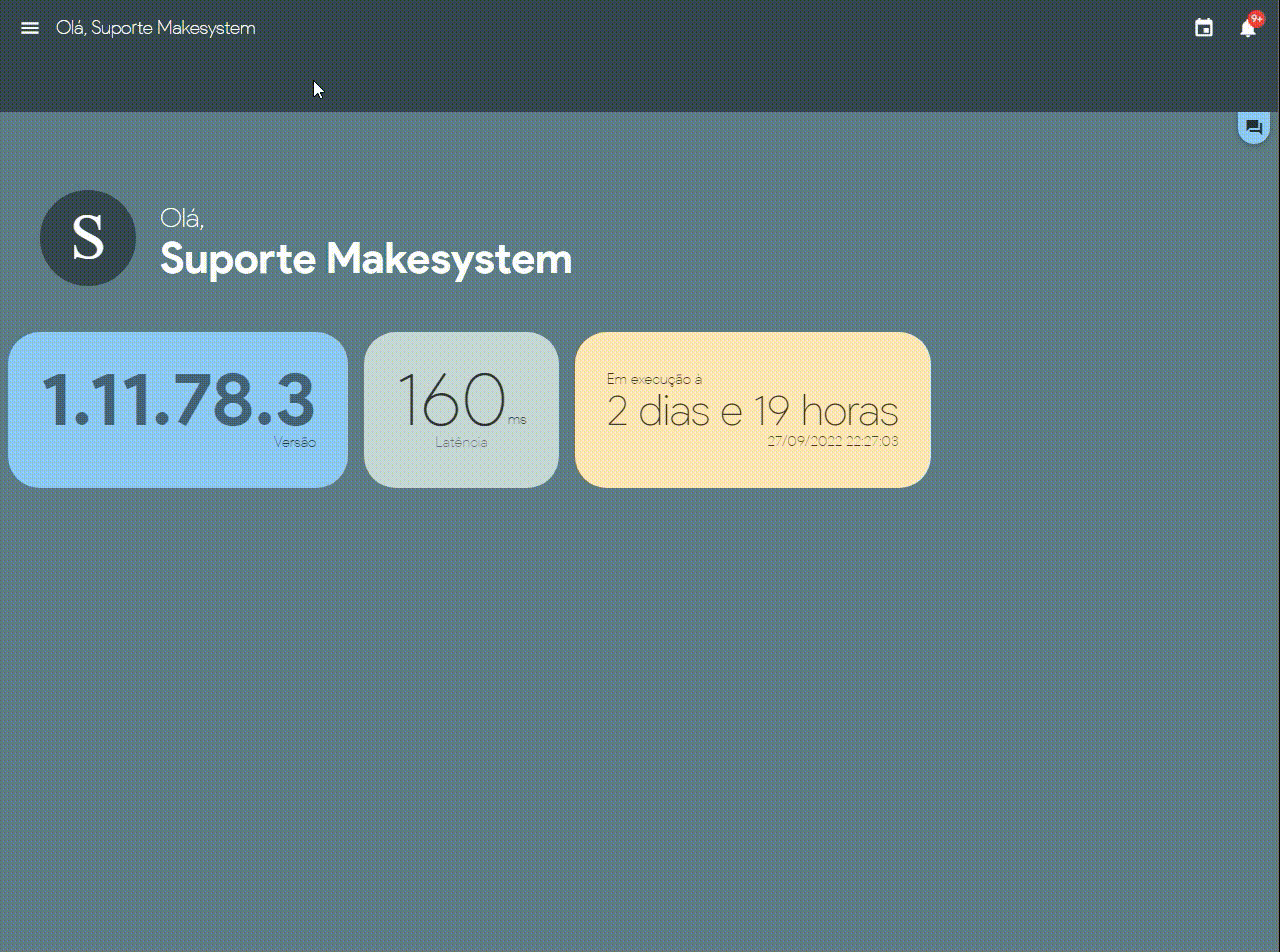 Olá, Suporte Makesystem
9+
S
Olá,
Suporte Makesystem
1.11.78.3
Versão
160 ms
Latência
Em execução à
2 dias e 19 horas
27/09/2022 22:27:03